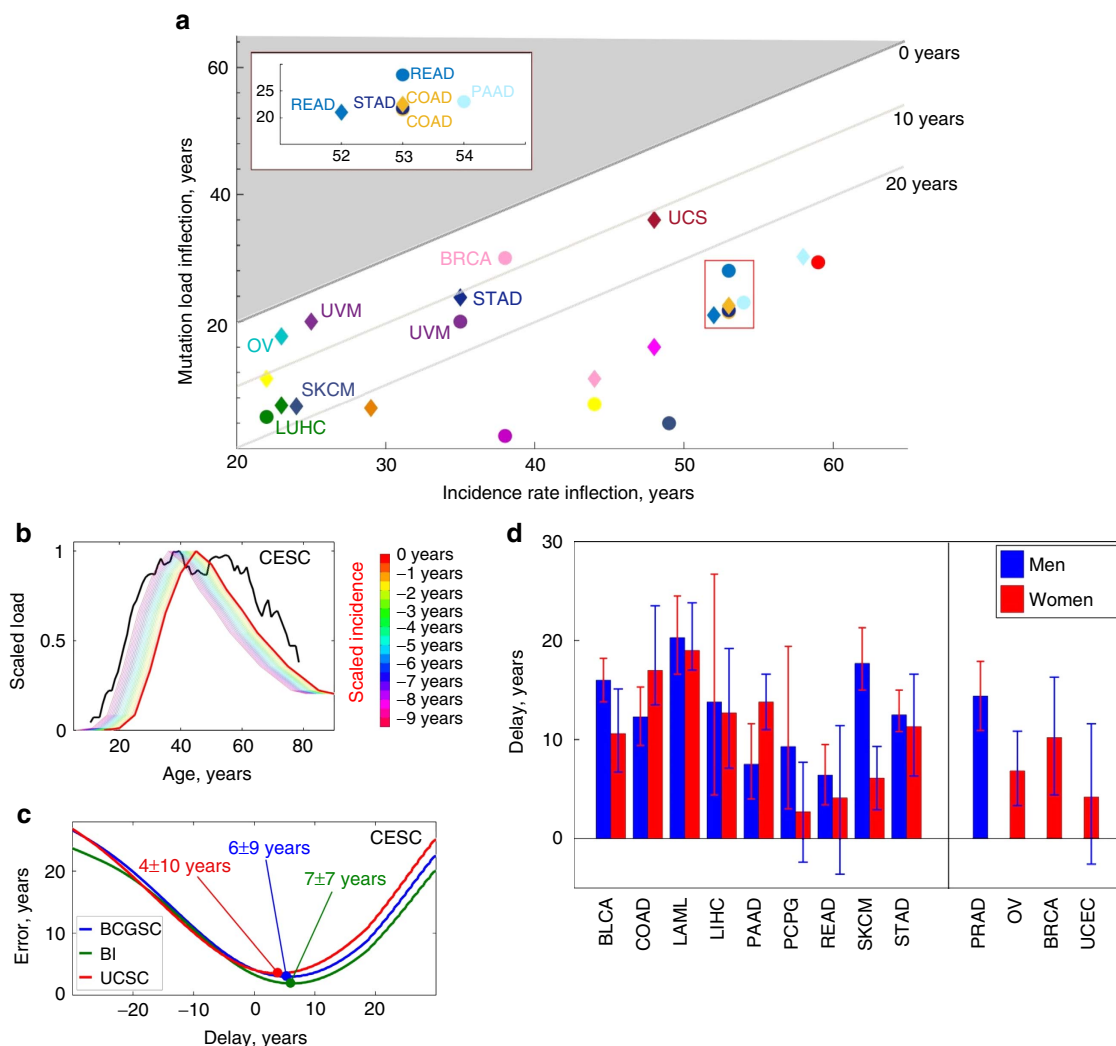 a
Mutation load inflection, years
60
40
20
20
30
40
50
60
Incidence rate inflection, years
0 years
10 years
20 years
25
20
52
53
54
READ
READ
STAD
COAD
COAD
PAAD
UCS
BRCA
STAD
UVM
UVM
OV
SKCM
LUHC
b
CESC
Scaled load
1
0.5
0
20
40
60
80
Age, years
Scaled incidence
0 years
−1 years
−2 years
−3 years
−4 years
−5 years
−6 years
−7 years
−8 years
−9 years
c
CESC
Error, years
20
10
0
−20
−10
0
10
20
Delay, years
4±10 years
6±9 years
7±7 years
BCGSC
BI
UCSC
d
Delay, years
30
20
10
0
Men
Women
BLCA
COAD
LAML
LIHC
PAAD
PCPG
READ
SKCM
STAD
PRAD
OV
BRCA
UCEC